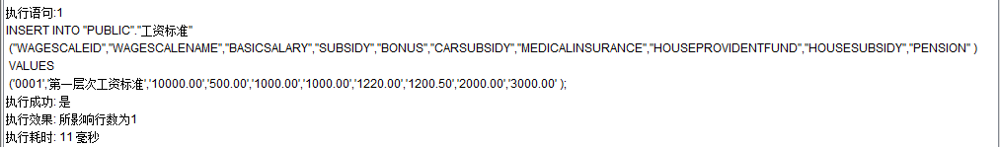 执行语句:1
INSERT INTO "PUBLIC"."工资标准"
("WAGESCALEID","WAGESCALENAME","BASICSALARY","SUBSIDY","BONUS","CARSUBSIDY","MEDICALINSURANCE","HOUSEPROVIDENTFUND","HOUSESUBSIDY","PENSION" )
VALUES
('0001','第一层次工资标准','10000.00','500.00','1000.00','1000.00','1220.00','1200.50','2000.00','3000.00' );
执行成功: 是
执行效果: 所影响行数为1
执行耗时: 11 毫秒